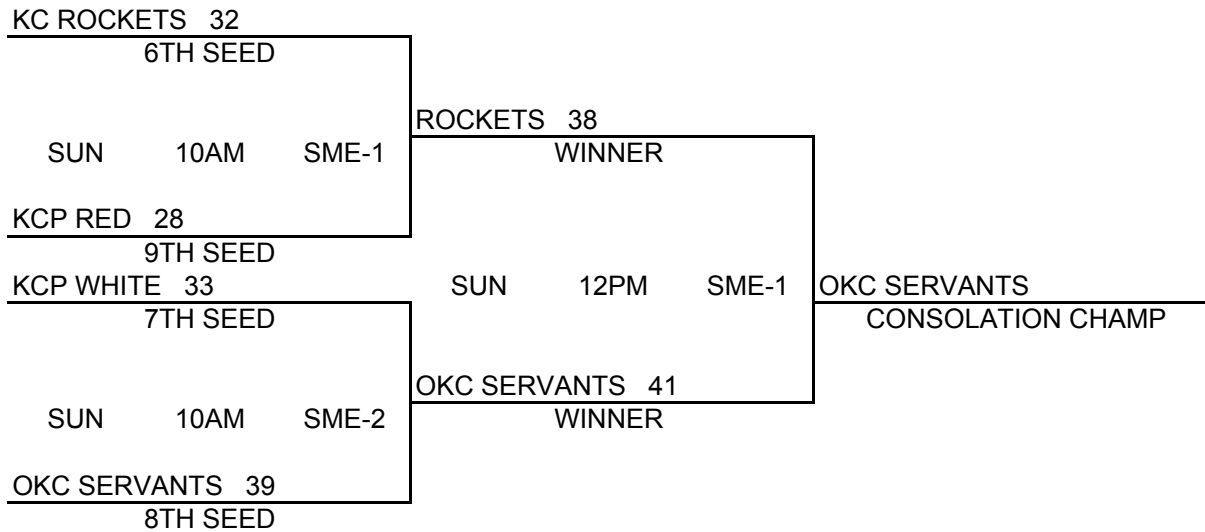 KC ROCKETS 32
6TH SEED
ROCKETS 38
SUN 10AM SME-1
WINNER
KCP RED 28
9TH SEED
KCP WHITE 33
SUN 12PM SME-1
OKC SERVANTS
7TH SEED
CONSOLATION CHAMP
OKC SERVANTS 41
SUN 10AM SME-2
WINNER
OKC SERVANTS 39
8TH SEED